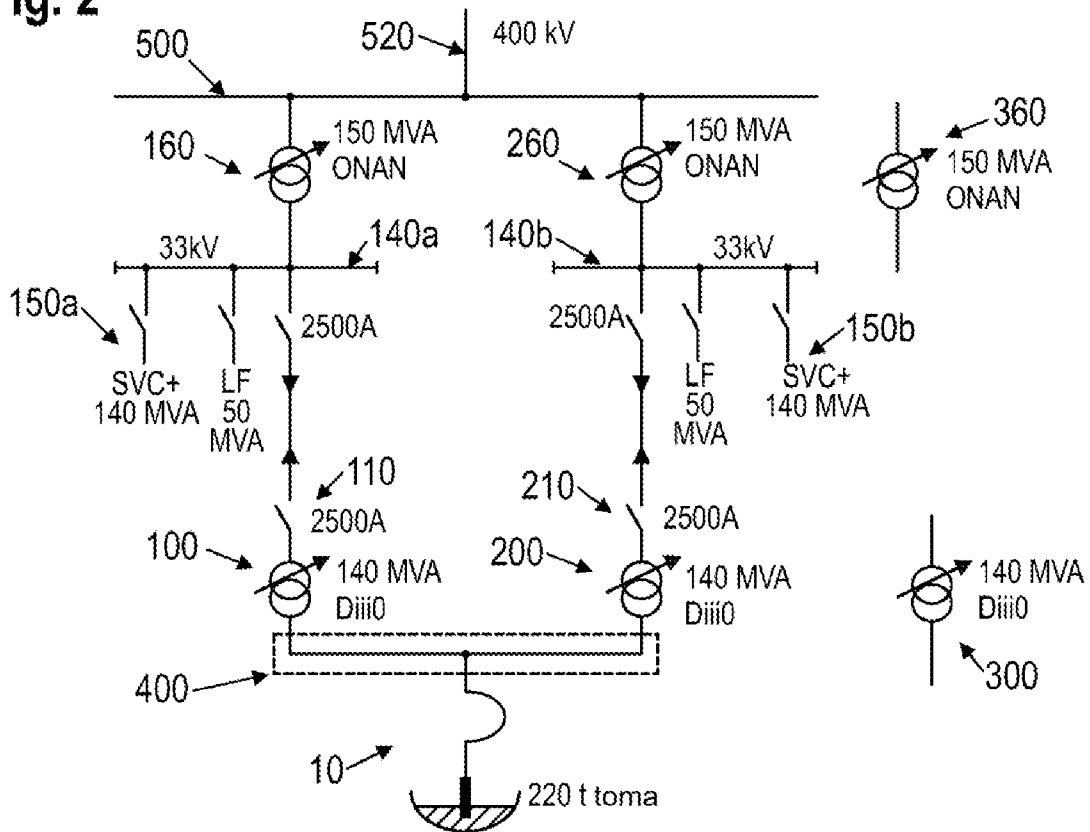 ig. 2
520
400 kV
500
160
150 MVA
ONAN
260
150 MVA
ONAN
360
150 MVA
ONAN
33kV
140a
140b
33kV
150a
2500A
2500A
150b
SVC+
140 MVA
LF
50
MVA
LF
50
MVA
SVC+
140 MVA
110
2500A
210
2500A
100
140 MVA
Diii0
200
140 MVA
Diii0
140 MVA
Diii0
300
400
10
220 t toma